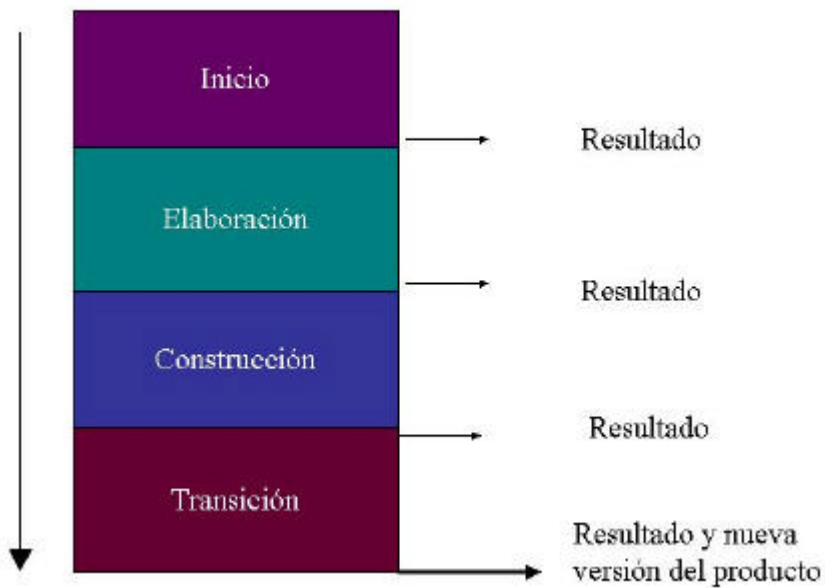 Inicio
Resultado
Elaboración
Resultado
Construcción
Resultado
Transición
Resultado y nueva
versión del producto